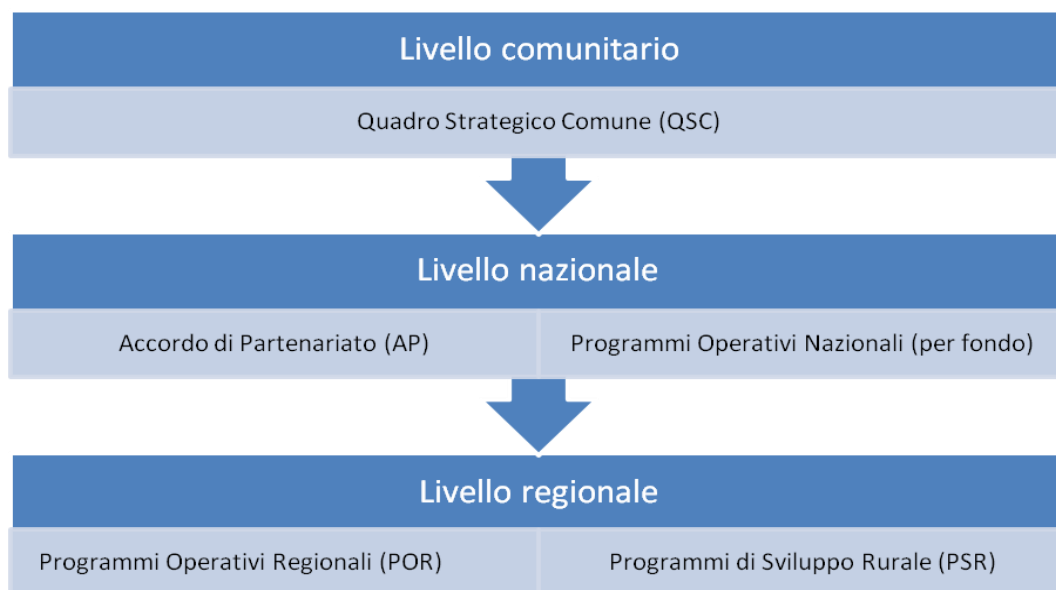 Livello comunitario
Quadro Strategico Comune (QSC)
Livello nazionale
Accordo di Partenariato (AP)
Programmi Operativi Nazionali (per fondo)
Livello regionale
Programmi Operativi Regionali (POR)
Programmi di Sviluppo Rurale (PSR)